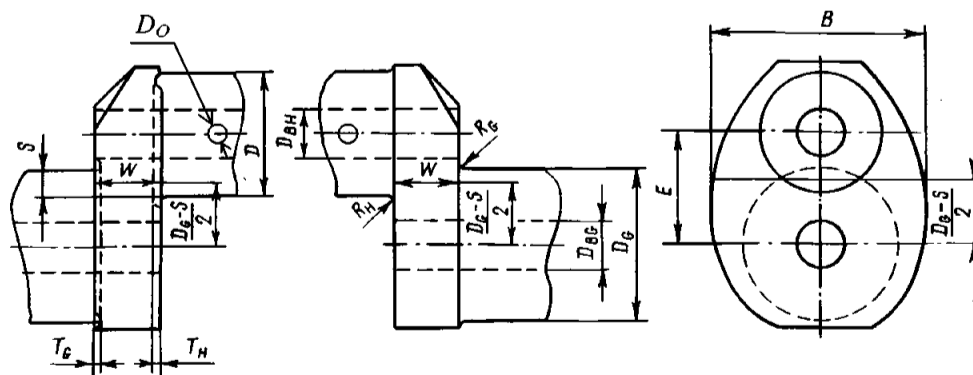 D_O
S
W
D_G-S
2
D
T_G
T_H
D_BH
R_G
W
R_H
D_G-S
2
D_BG
D_G
B
E
D_G-S
2